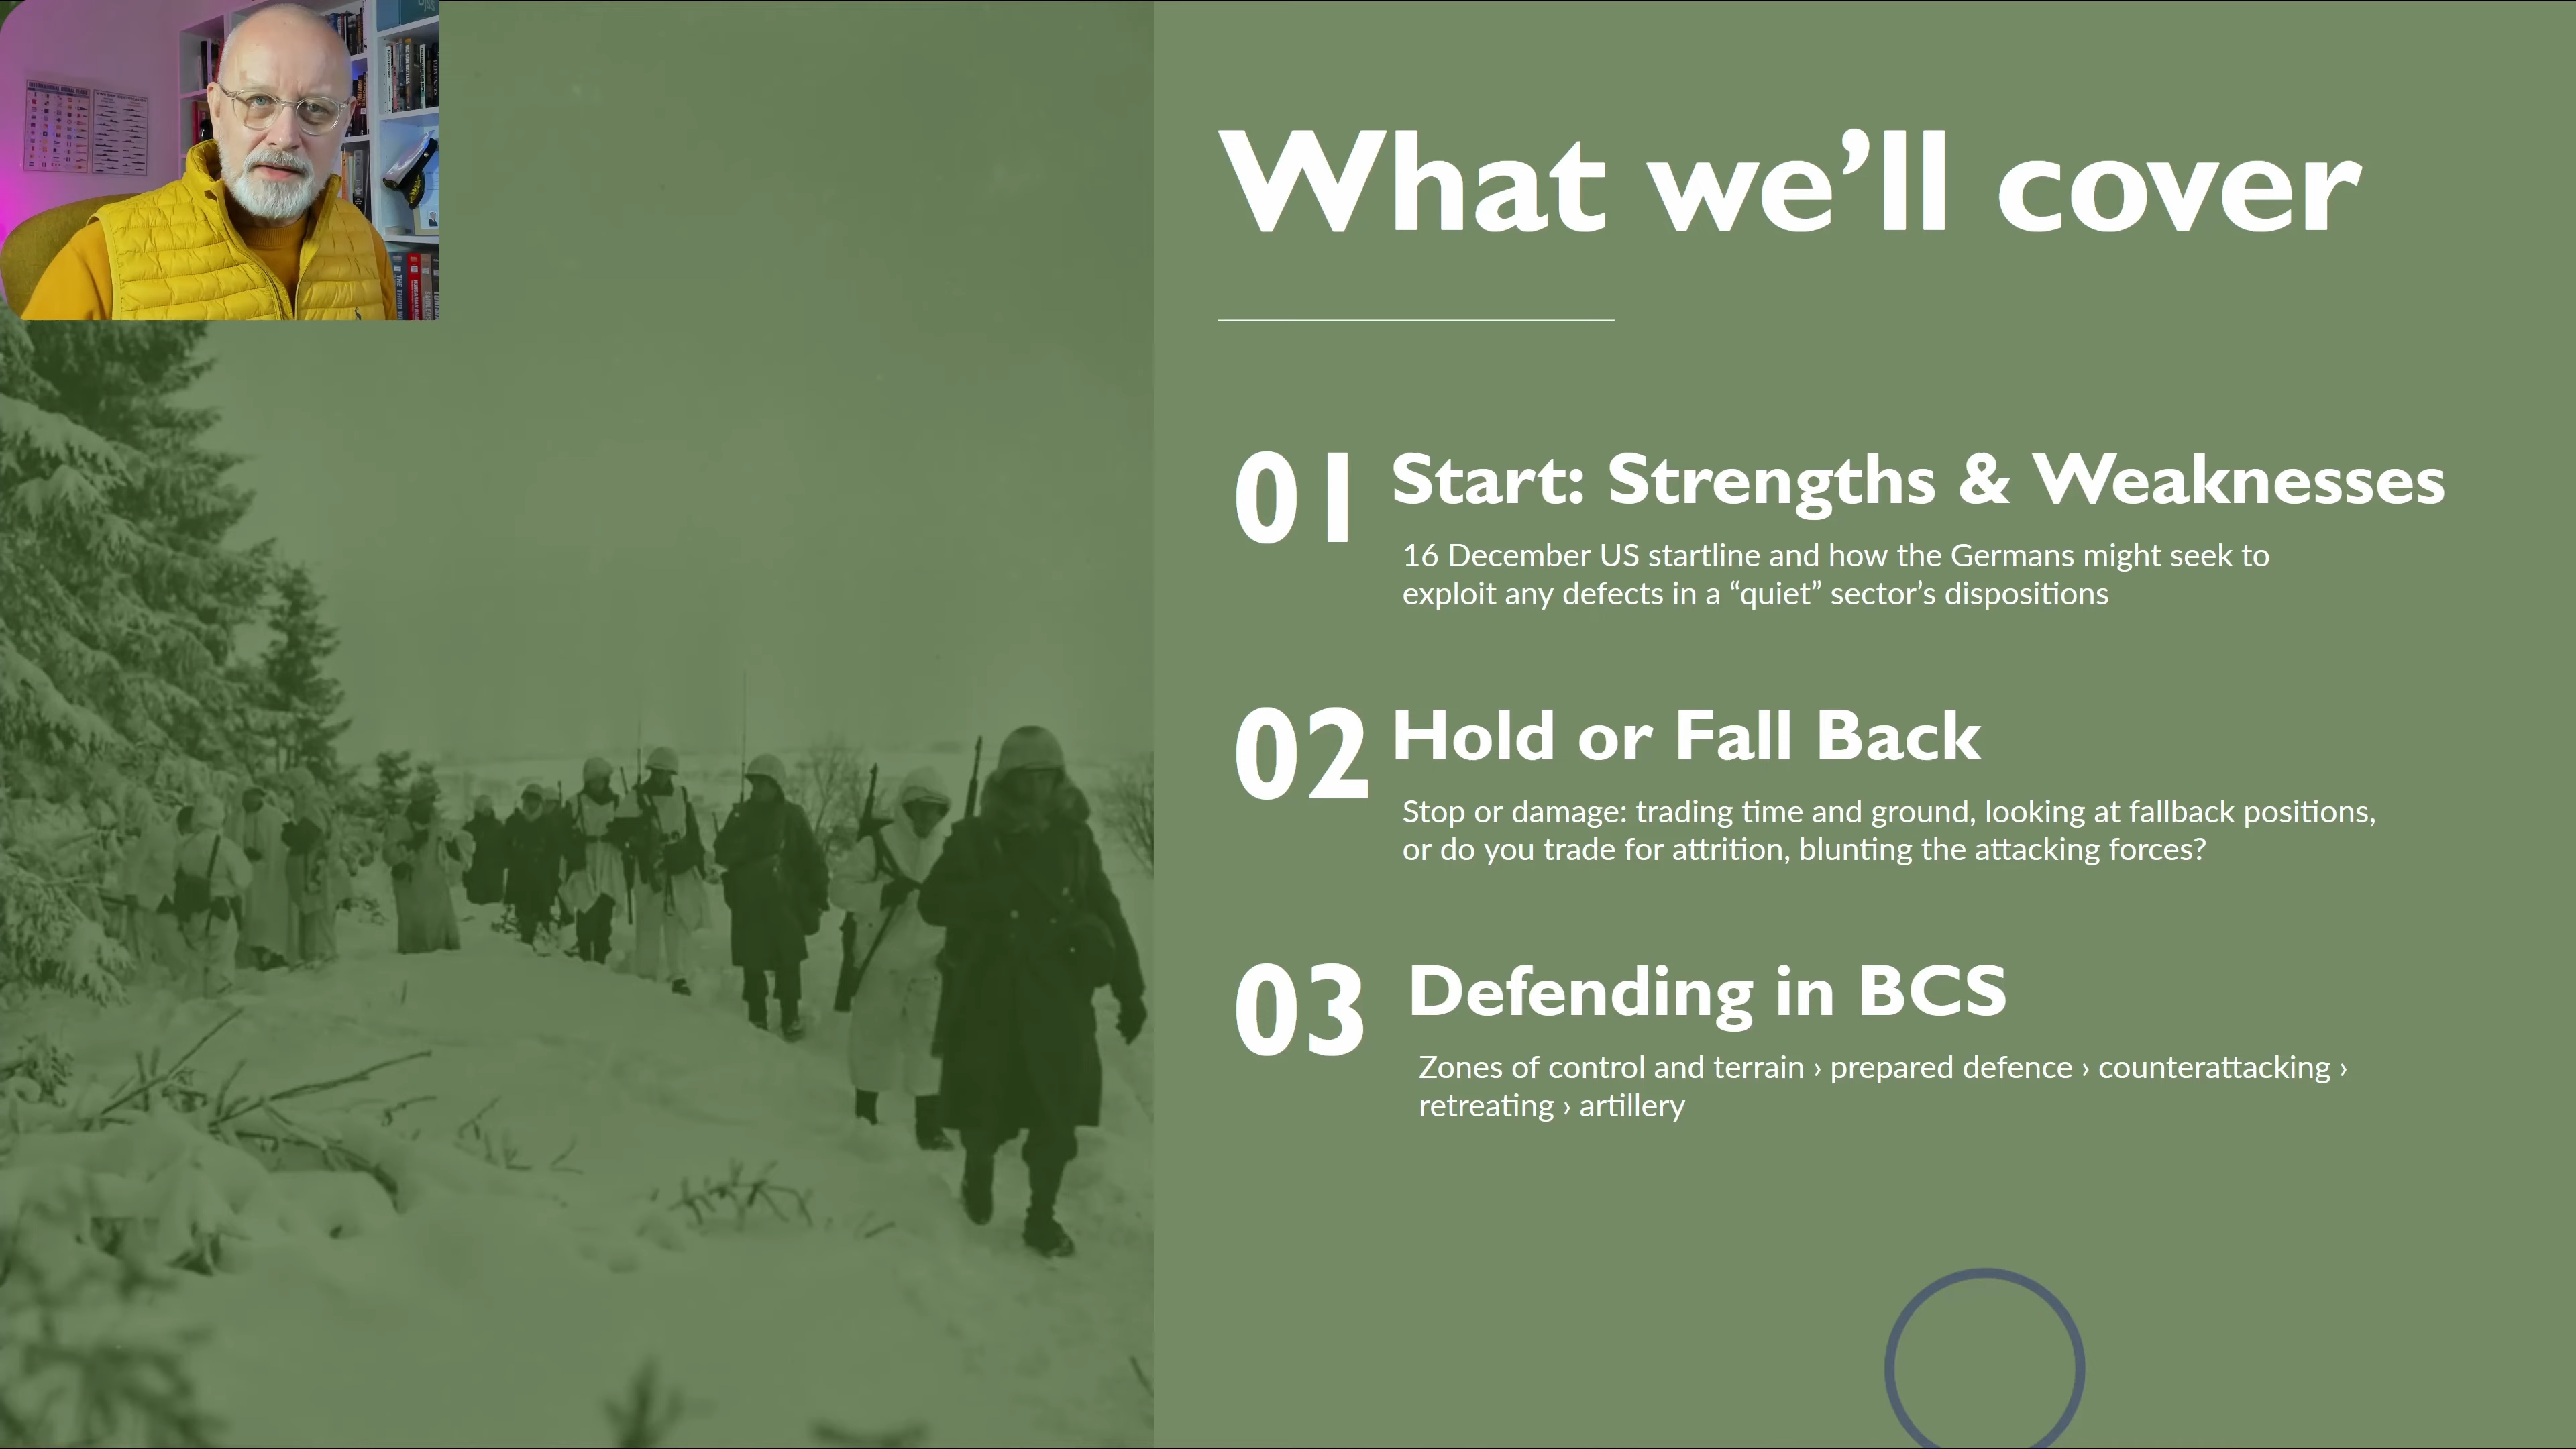 What we’ll cover
01 Start: Strengths & Weaknesses
16 December US startline and how the Germans might seek to
exploit any defects in a “quiet” sector’s dispositions
02 Hold or Fall Back
Stop or damage: trading time and ground, looking at fallback positions,
or do you trade for attrition, blunting the attacking forces?
03 Defending in BCS
Zones of control and terrain › prepared defence › counterattacking ›
retreating › artillery